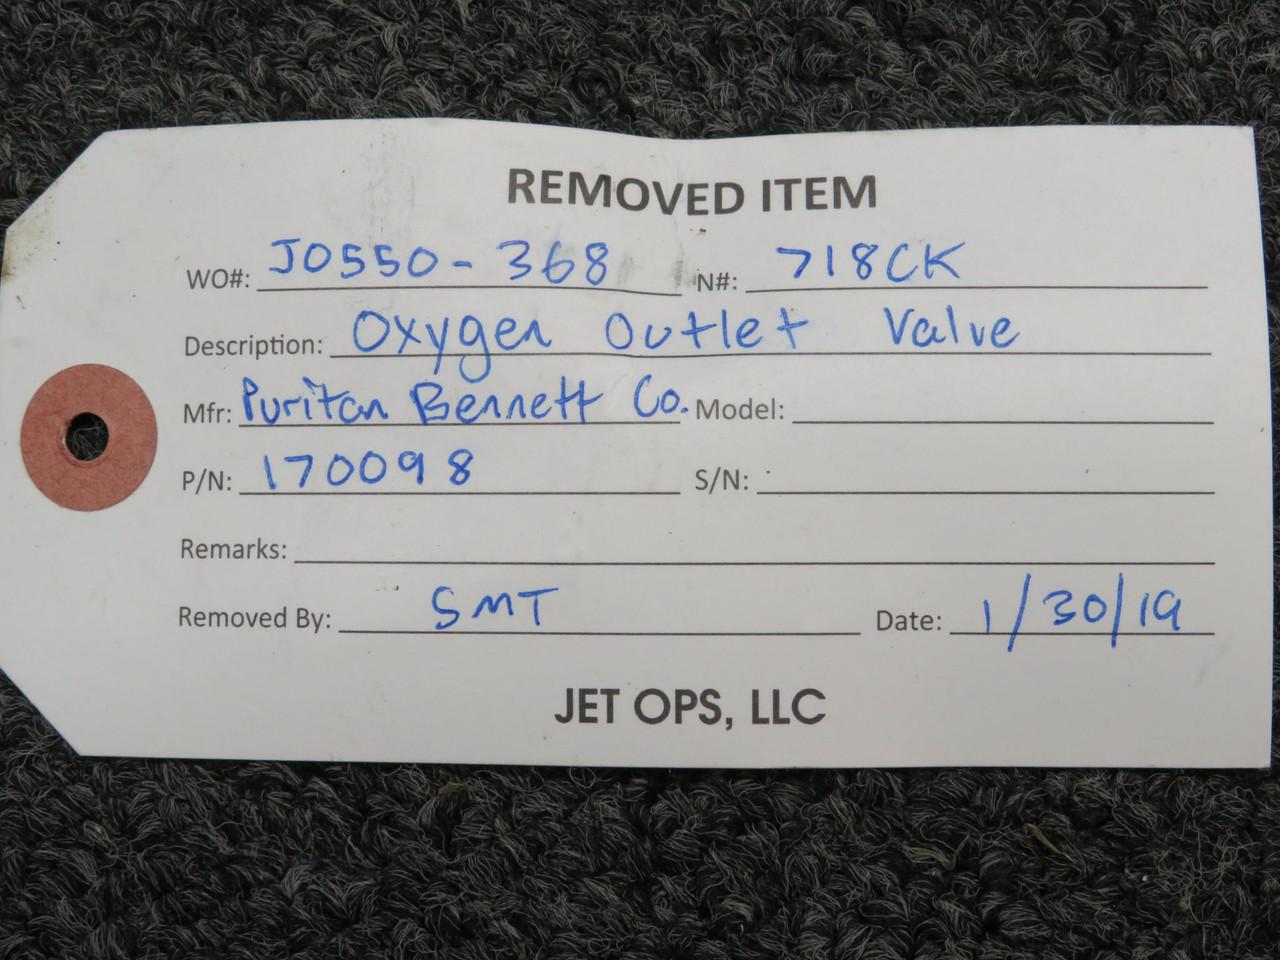 REMOVED ITEM
WO#: J0550-368 N#: 718CK
Description: Oxygen Outlet Valve
Mfr: Puritan Bennett Co. Model:
P/N: 170098 S/N:
Remarks:
Removed By: SMT Date: 1/30/19
JET OPS, LLC